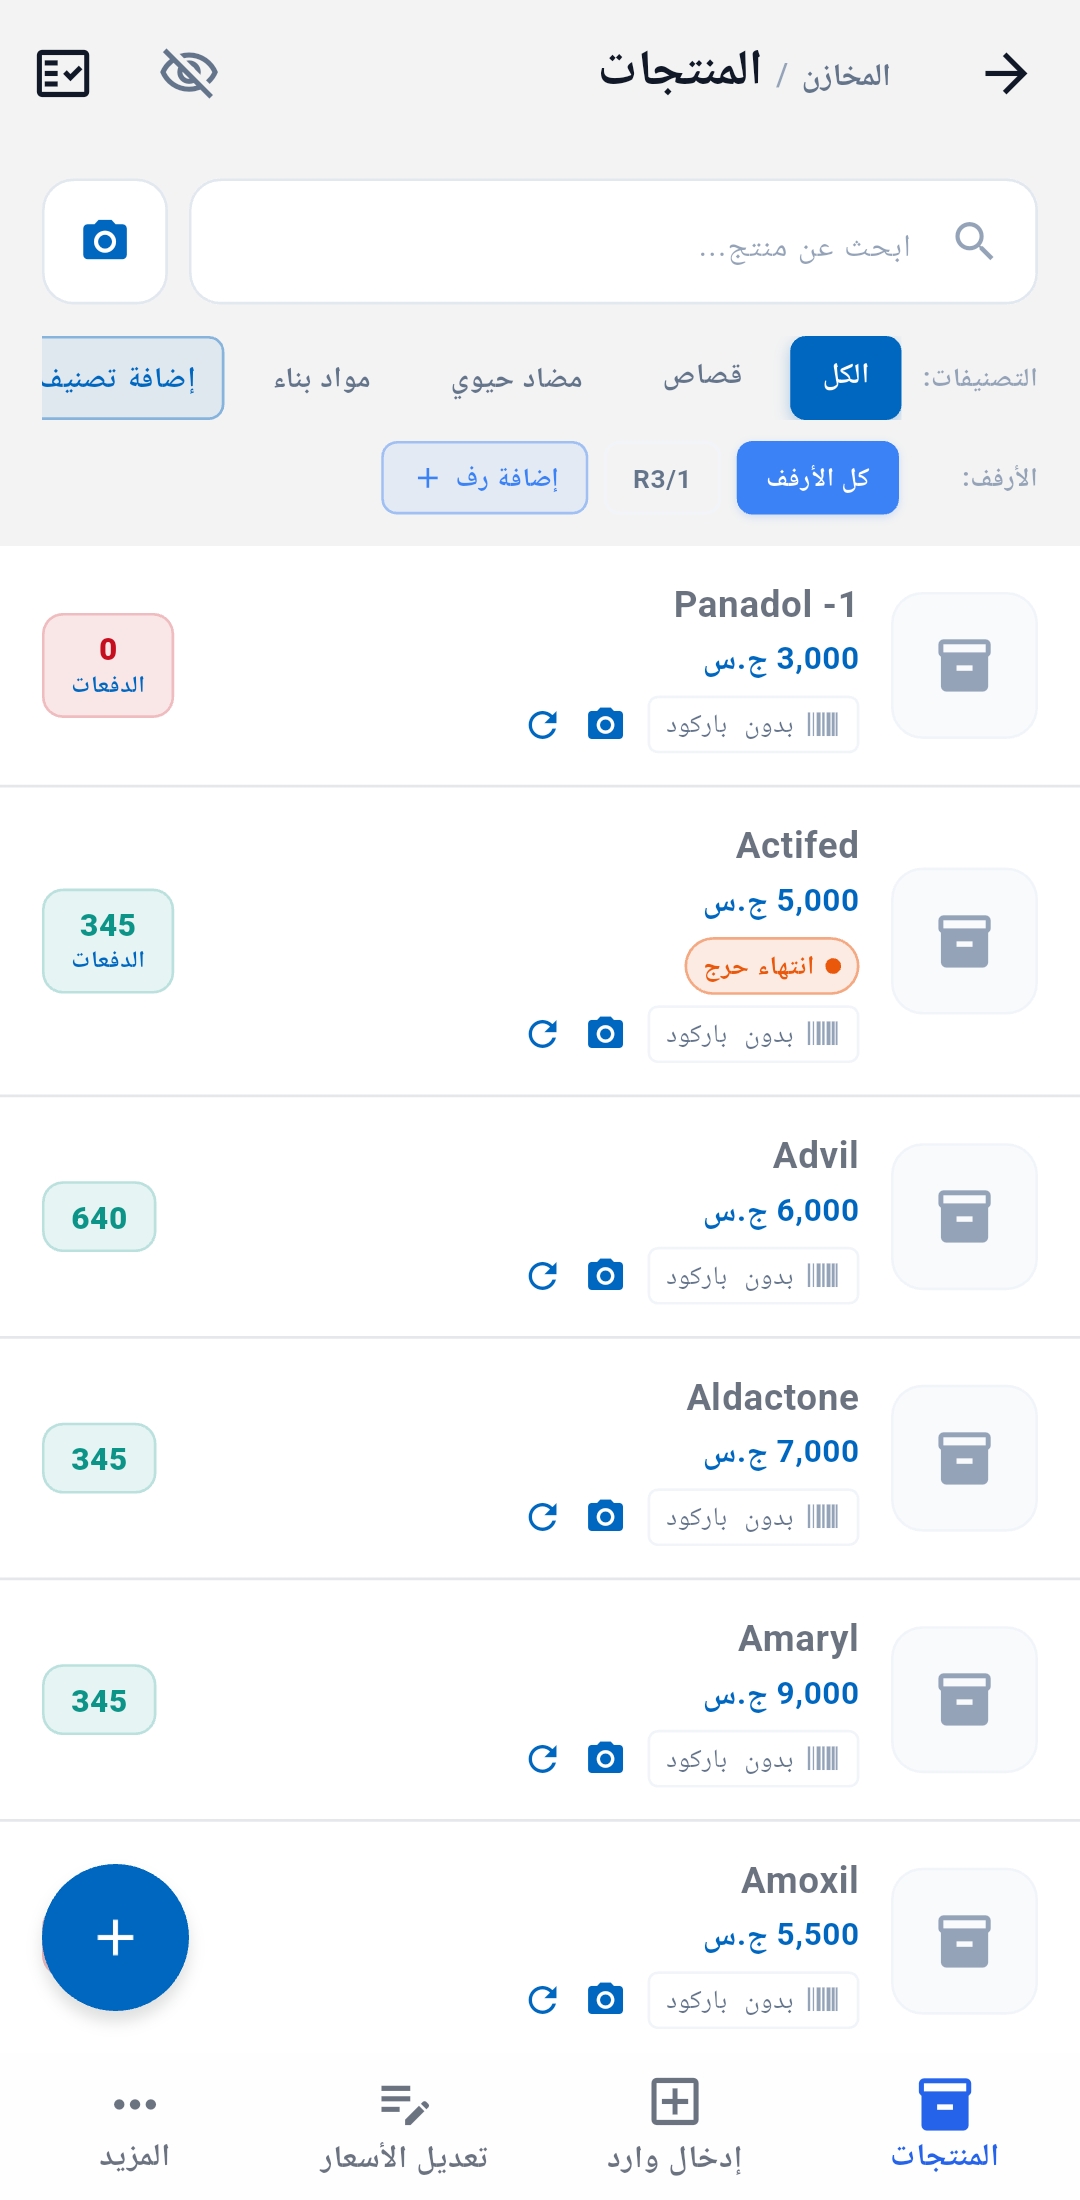 المخازن / المنتجات
ابحث عن منتج...
التصنيفات: الكل قصاص مضاد حيوي مواد بناء إضافة تصنيف
الأرفف: كل الأرفف R3/1 إضافة رف +
Panadol -1
3,000 ج.س
بدون باركود
0
الدفعات
Actifed
5,000 ج.س
انتهاء حرج
بدون باركود
345
الدفعات
Advil
6,000 ج.س
بدون باركود
640
Aldactone
7,000 ج.س
بدون باركود
345
Amaryl
9,000 ج.س
بدون باركود
345
Amoxil
5,500 ج.س
بدون باركود
+
المنتجات إدخال وارد تعديل الأسعار المزيد